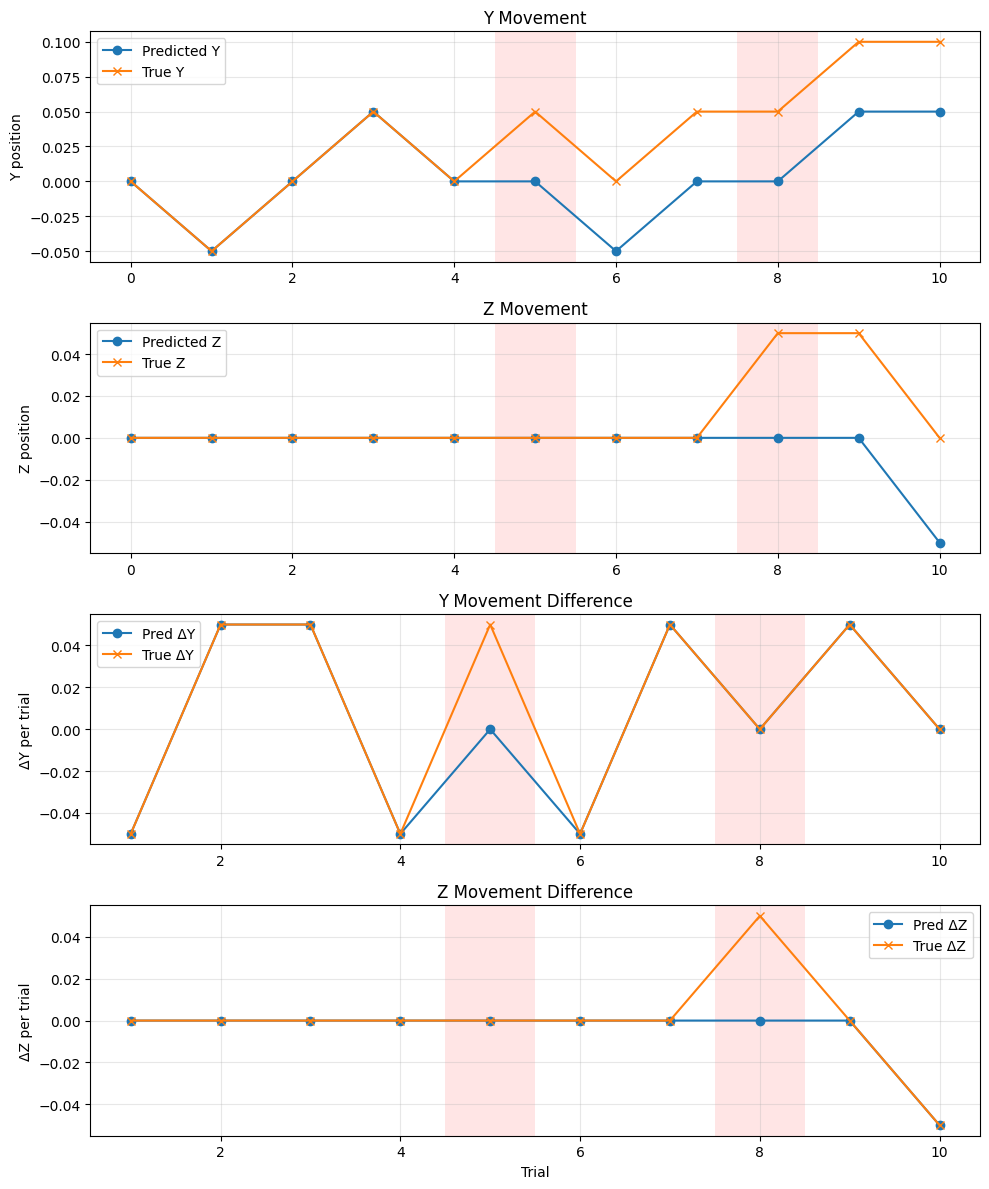 Y Movement
Predicted Y
True Y
Y position
0.100
0.075
0.050
0.025
0.000
−0.025
−0.050
0 2 4 6 8 10
Z Movement
Predicted Z
True Z
Z position
0.04
0.02
0.00
−0.02
−0.04
0 2 4 6 8 10
Y Movement Difference
Pred ΔY
True ΔY
ΔY per trial
0.04
0.02
0.00
−0.02
−0.04
2 4 6 8 10
Z Movement Difference
Pred ΔZ
True ΔZ
ΔZ per trial
0.04
0.02
0.00
−0.02
−0.04
2 4 6 8 10
Trial